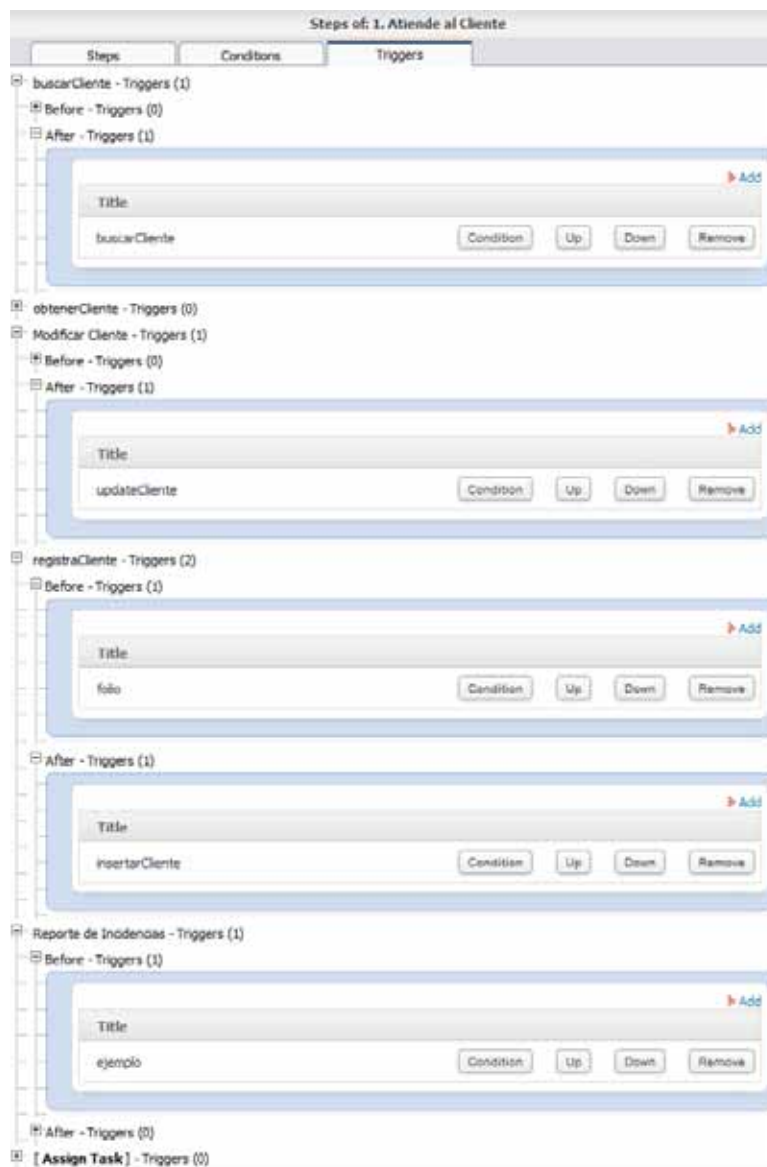 Steps of: 1. Atiende al Cliente
Steps Conditions Triggers
buscarCliente - Triggers (1)
Before - Triggers (0)
After - Triggers (1)
Add
Title
buscarCliente Condition Up Down Remove
obtenerCliente - Triggers (0)
Modificar Cliente - Triggers (1)
Before - Triggers (0)
After - Triggers (1)
Add
Title
updateCliente Condition Up Down Remove
registraCliente - Triggers (2)
Before - Triggers (1)
Add
Title
folio Condition Up Down Remove
After - Triggers (1)
Add
Title
insertarCliente Condition Up Down Remove
Reporte de Incidencias - Triggers (1)
Before - Triggers (1)
Add
Title
ejemplo Condition Up Down Remove
After - Triggers (0)
[ Assign Task ] - Triggers (0)